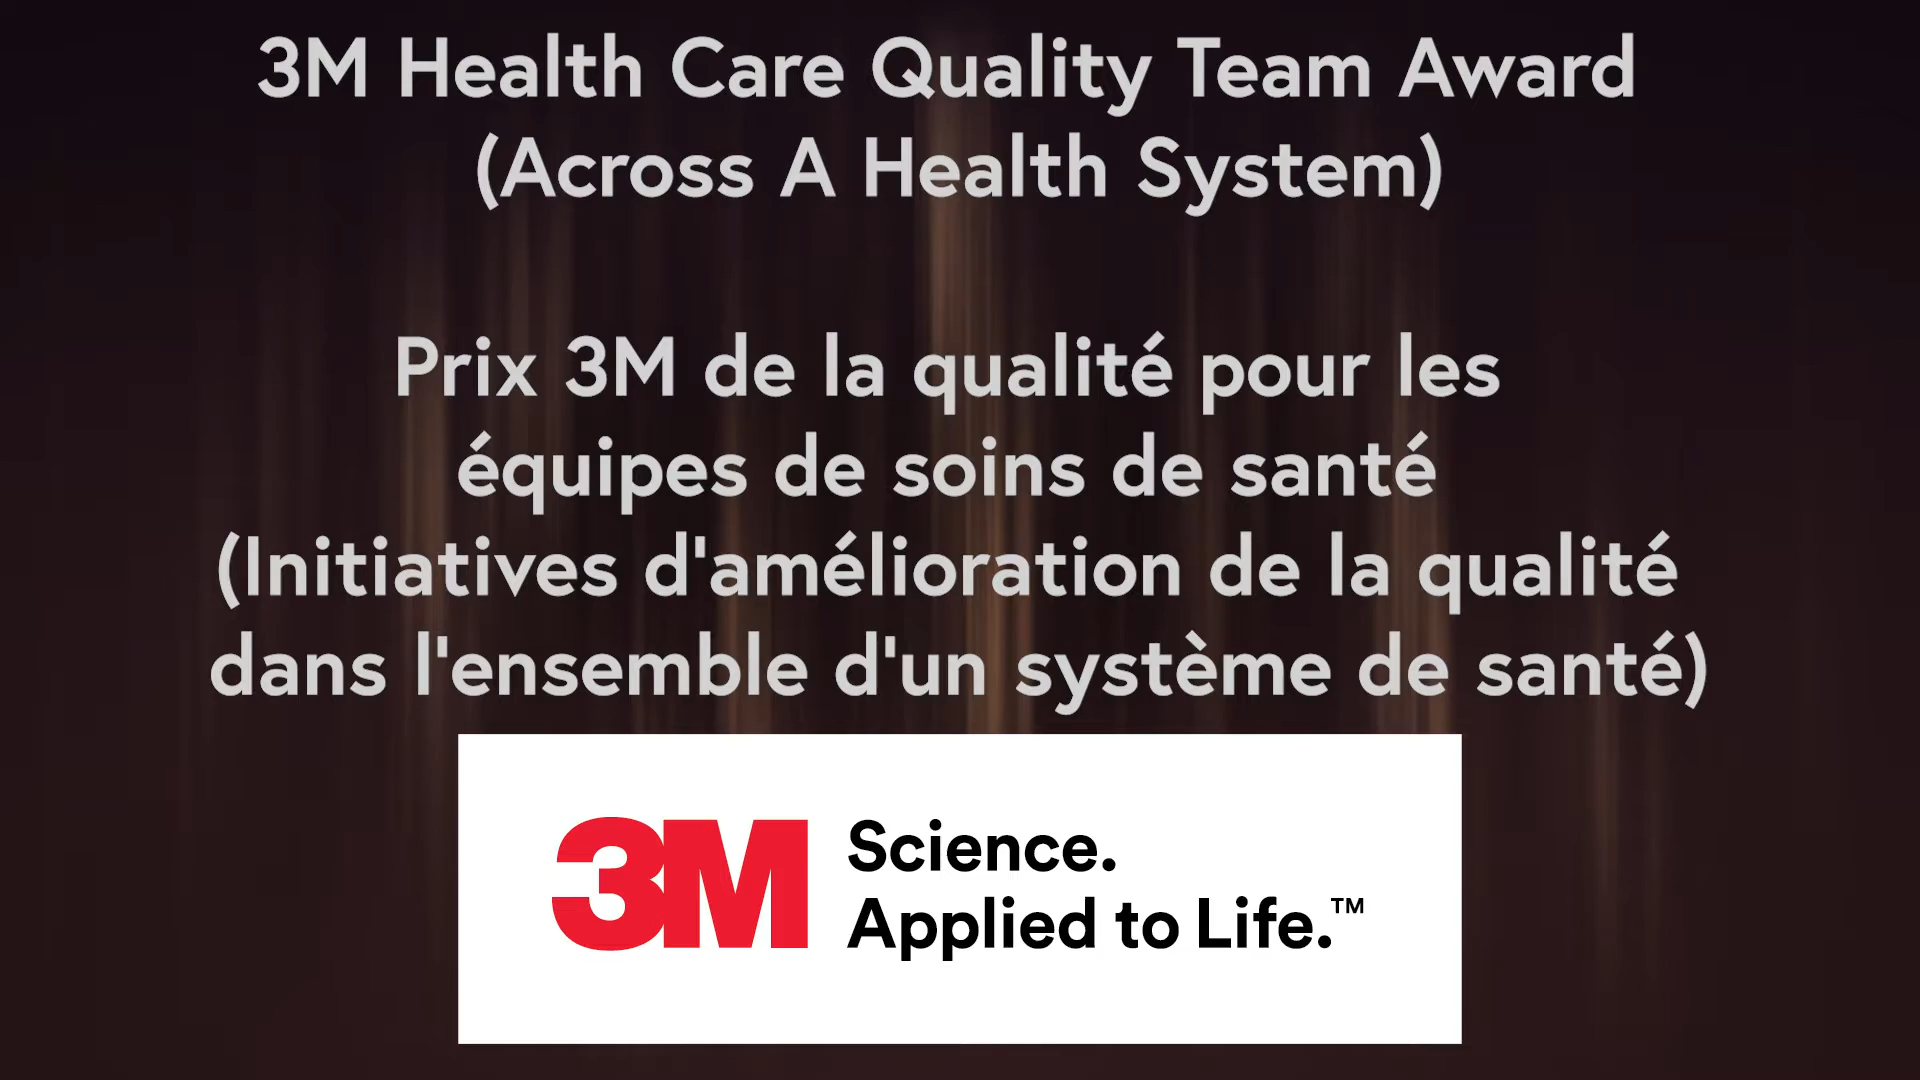 3M Health Care Quality Team Award
(Across A Health System)
Prix 3M de la qualité pour les
équipes de soins de santé
(Initiatives d'amélioration de la qualité
dans l'ensemble d'un système de santé)
3M Science.
Applied to Life.™